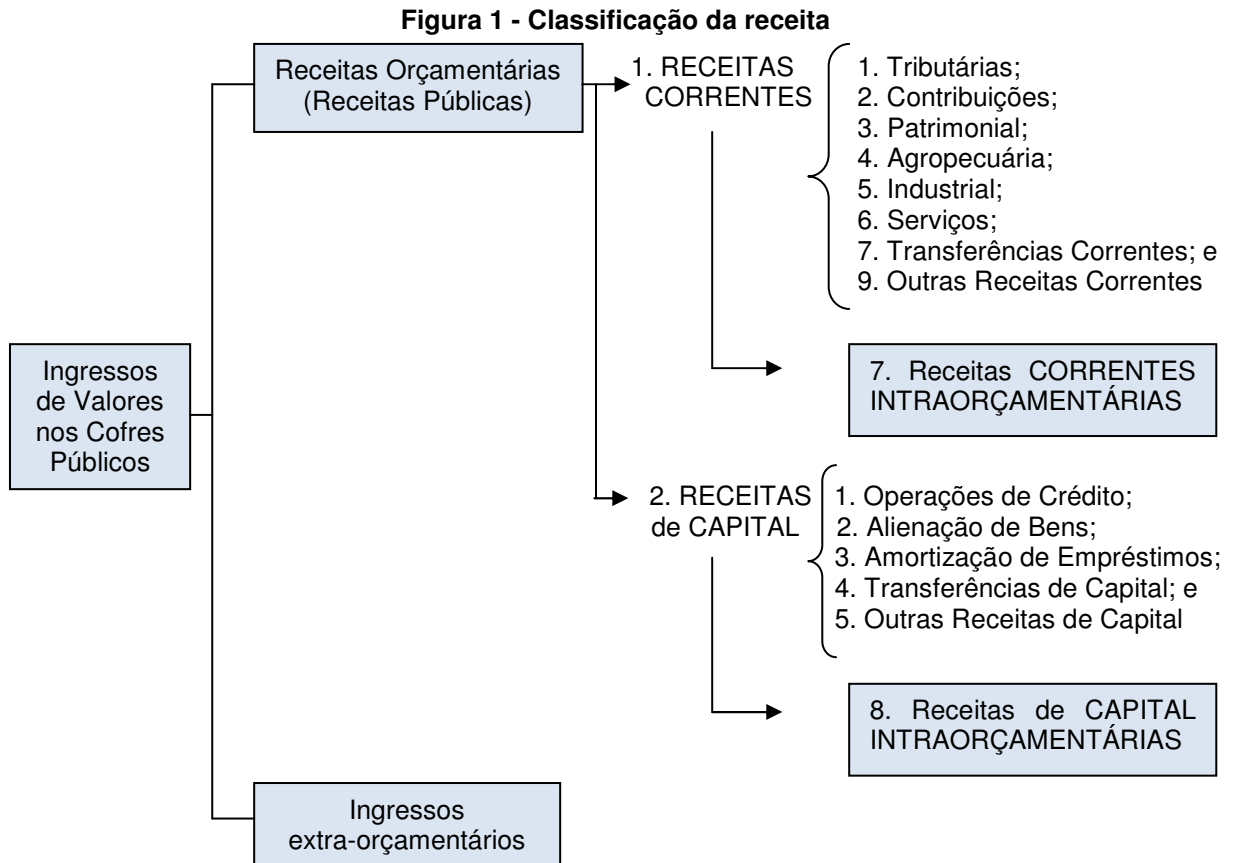 Figura 1 - Classificação da receita
Receitas Orçamentárias
(Receitas Públicas)
1. RECEITAS
CORRENTES
1. Tributárias;
2. Contribuições;
3. Patrimonial;
4. Agropecuária;
5. Industrial;
6. Serviços;
7. Transferências Correntes; e
9. Outras Receitas Correntes
Ingressos
de Valores
nos Cofres
Públicos
7. Receitas CORRENTES
INTRAORÇAMENTÁRIAS
2. RECEITAS
de CAPITAL
1. Operações de Crédito;
2. Alienação de Bens;
3. Amortização de Empréstimos;
4. Transferências de Capital; e
5. Outras Receitas de Capital
8. Receitas de CAPITAL
INTRAORÇAMENTÁRIAS
Ingressos
extra-orçamentários